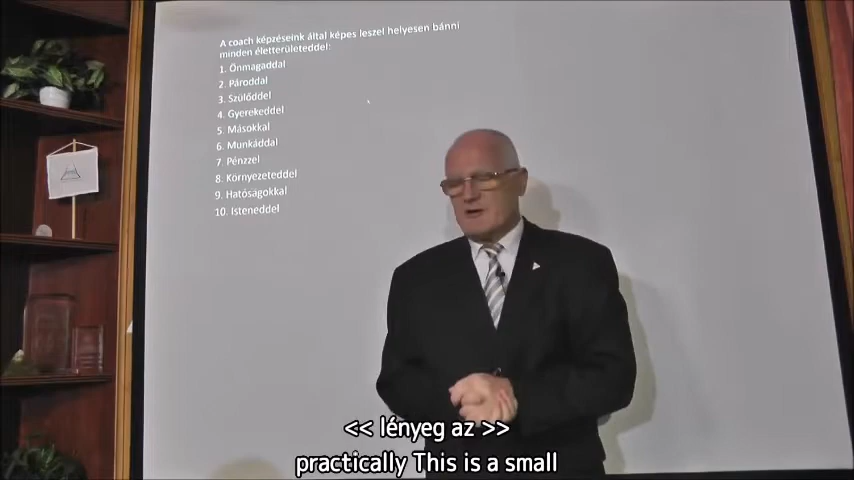 A coach képzéseink által képes leszel helyesen bánni
minden életterületeddel:
1. Önmagaddal
2. Pároddal
3. Szülőddel
4. Gyerekeddel
5. Másokkal
6. Munkáddal
7. Pénzzel
8. Környezeteddel
9. Hatóságokkal
10. Isteneddel
<< lényeg az >>
practically This is a small